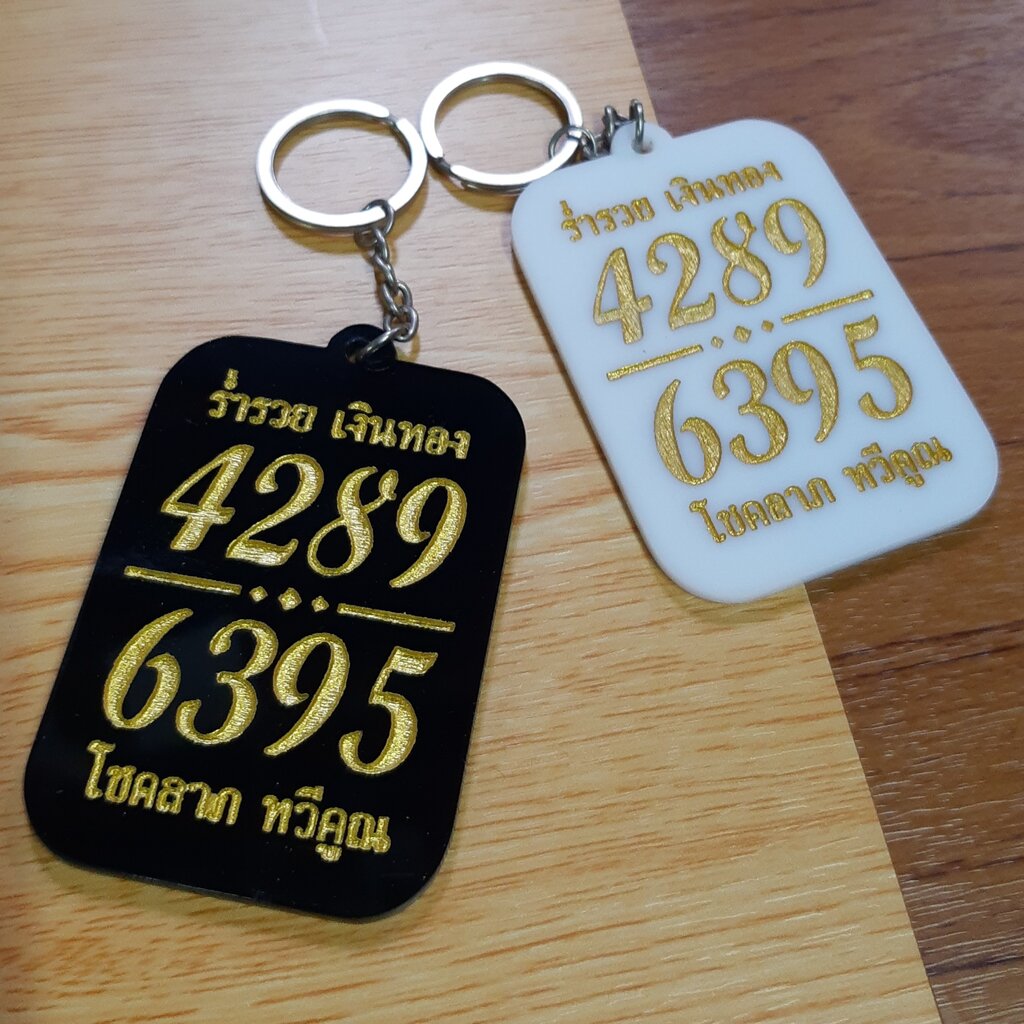 ร่ำรวย เงินทอง
4289
6395
โชคลาภ ทวีคูณ
ร่ำรวย เงินทอง
4289
6395
โชคลาภ ทวีคูณ